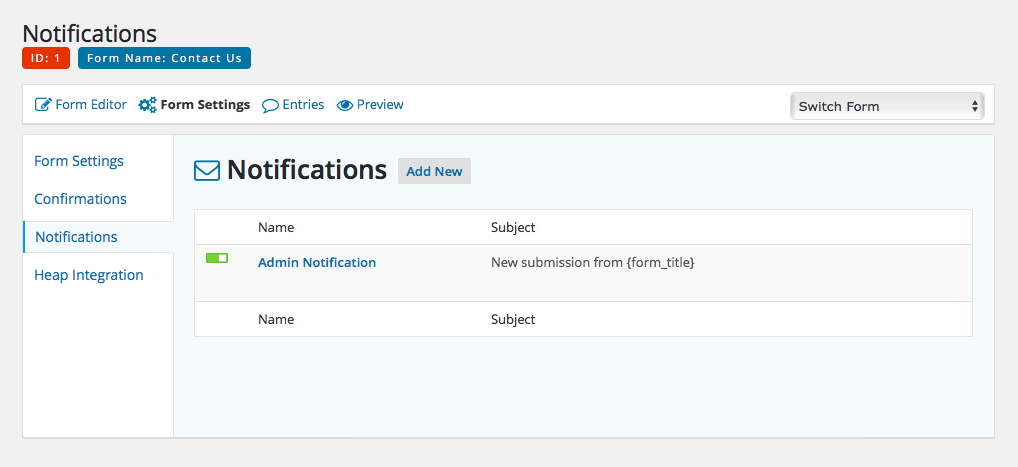 Notifications
ID: 1 Form Name: Contact Us
Form Editor Form Settings Entries Preview Switch Form
Form Settings
Confirmations
Notifications
Heap Integration
Notifications Add New
Name Subject
Admin Notification New submission from {form_title}
Name Subject